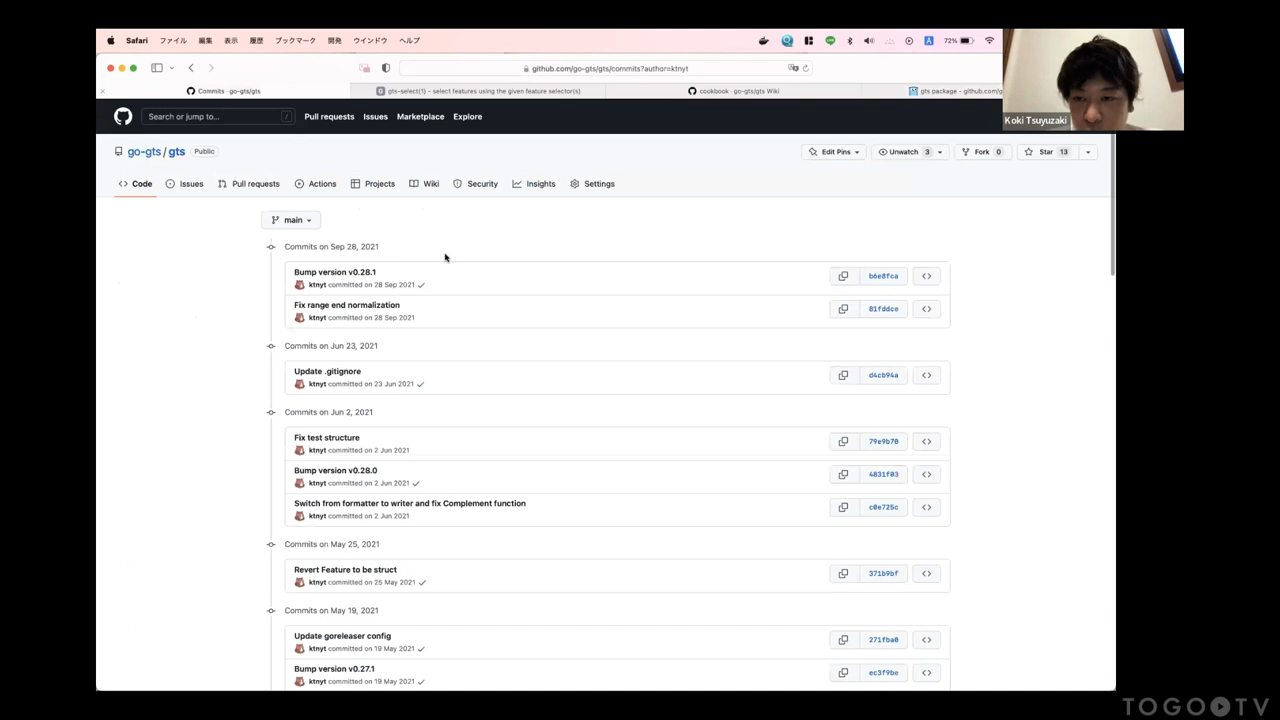 Safari ファイル 編集 表示 履歴 ブックマーク 開発 ウインドウ ヘルプ A 72%
github.com/go-gts/gts/commits?author=ktnyt
Commits · go-gts/gts
gts-select(1) - select features using the given feature selector(s)
cookbook · go-gts/gts Wiki
gts package - github.com/g
Koki Tsuyuzaki
Search or jump to... / Pull requests Issues Marketplace Explore
go-gts / gts Public
Edit Pins Unwatch 3 Fork 0 Star 13
Code Issues Pull requests Actions Projects Wiki Security Insights Settings
main
Commits on Sep 28, 2021
Bump version v0.28.1
ktnyt committed on 28 Sep 2021
b6e8fca
Fix range end normalization
ktnyt committed on 28 Sep 2021
81fddce
Commits on Jun 23, 2021
Update .gitignore
ktnyt committed on 23 Jun 2021
d4cb94a
Commits on Jun 2, 2021
Fix test structure
ktnyt committed on 2 Jun 2021
79e9b70
Bump version v0.28.0
ktnyt committed on 2 Jun 2021
4831f03
Switch from formatter to writer and fix Complement function
ktnyt committed on 2 Jun 2021
c0e725c
Commits on May 25, 2021
Revert Feature to be struct
ktnyt committed on 25 May 2021
371b9bf
Commits on May 19, 2021
Update goreleaser config
ktnyt committed on 19 May 2021
271fba0
Bump version v0.27.1
ktnyt committed on 19 May 2021
ec3f9be
TOGO TV